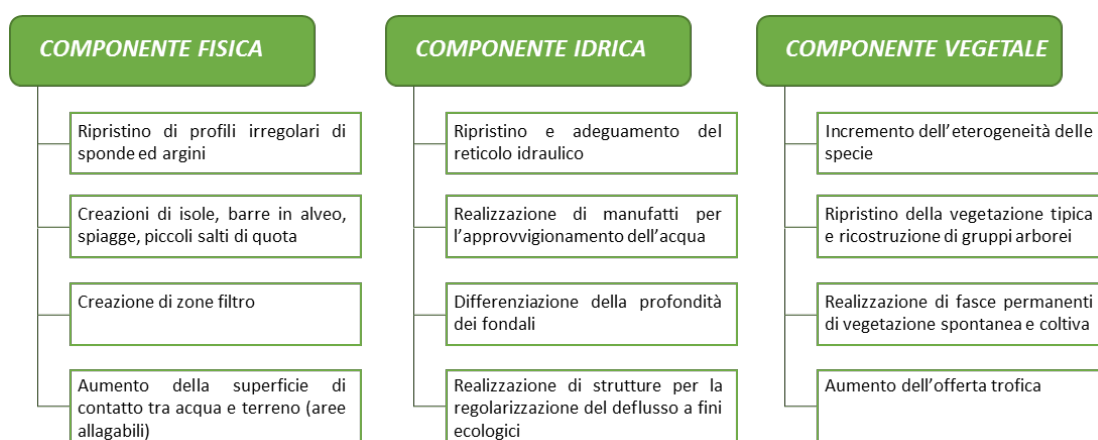 COMPONENTE FISICA
Ripristino di profili irregolari di
sponde ed argini
Creazioni di isole, barre in alveo,
spiagge, piccoli salti di quota
Creazione di zone filtro
Aumento della superficie di
contatto tra acqua e terreno (aree
allagabili)
COMPONENTE IDRICA
Ripristino e adeguamento del
reticolo idraulico
Realizzazione di manufatti per
l'approvvigionamento dell'acqua
Differenziazione della profondità
dei fondali
Realizzazione di strutture per la
regolarizzazione del deflusso a fini
ecologici
COMPONENTE VEGETALE
Incremento dell'eterogeneità delle
specie
Ripristino della vegetazione tipica
e ricostruzione di gruppi arborei
Realizzazione di fasce permanenti
di vegetazione spontanea e coltiva
Aumento dell'offerta trofica